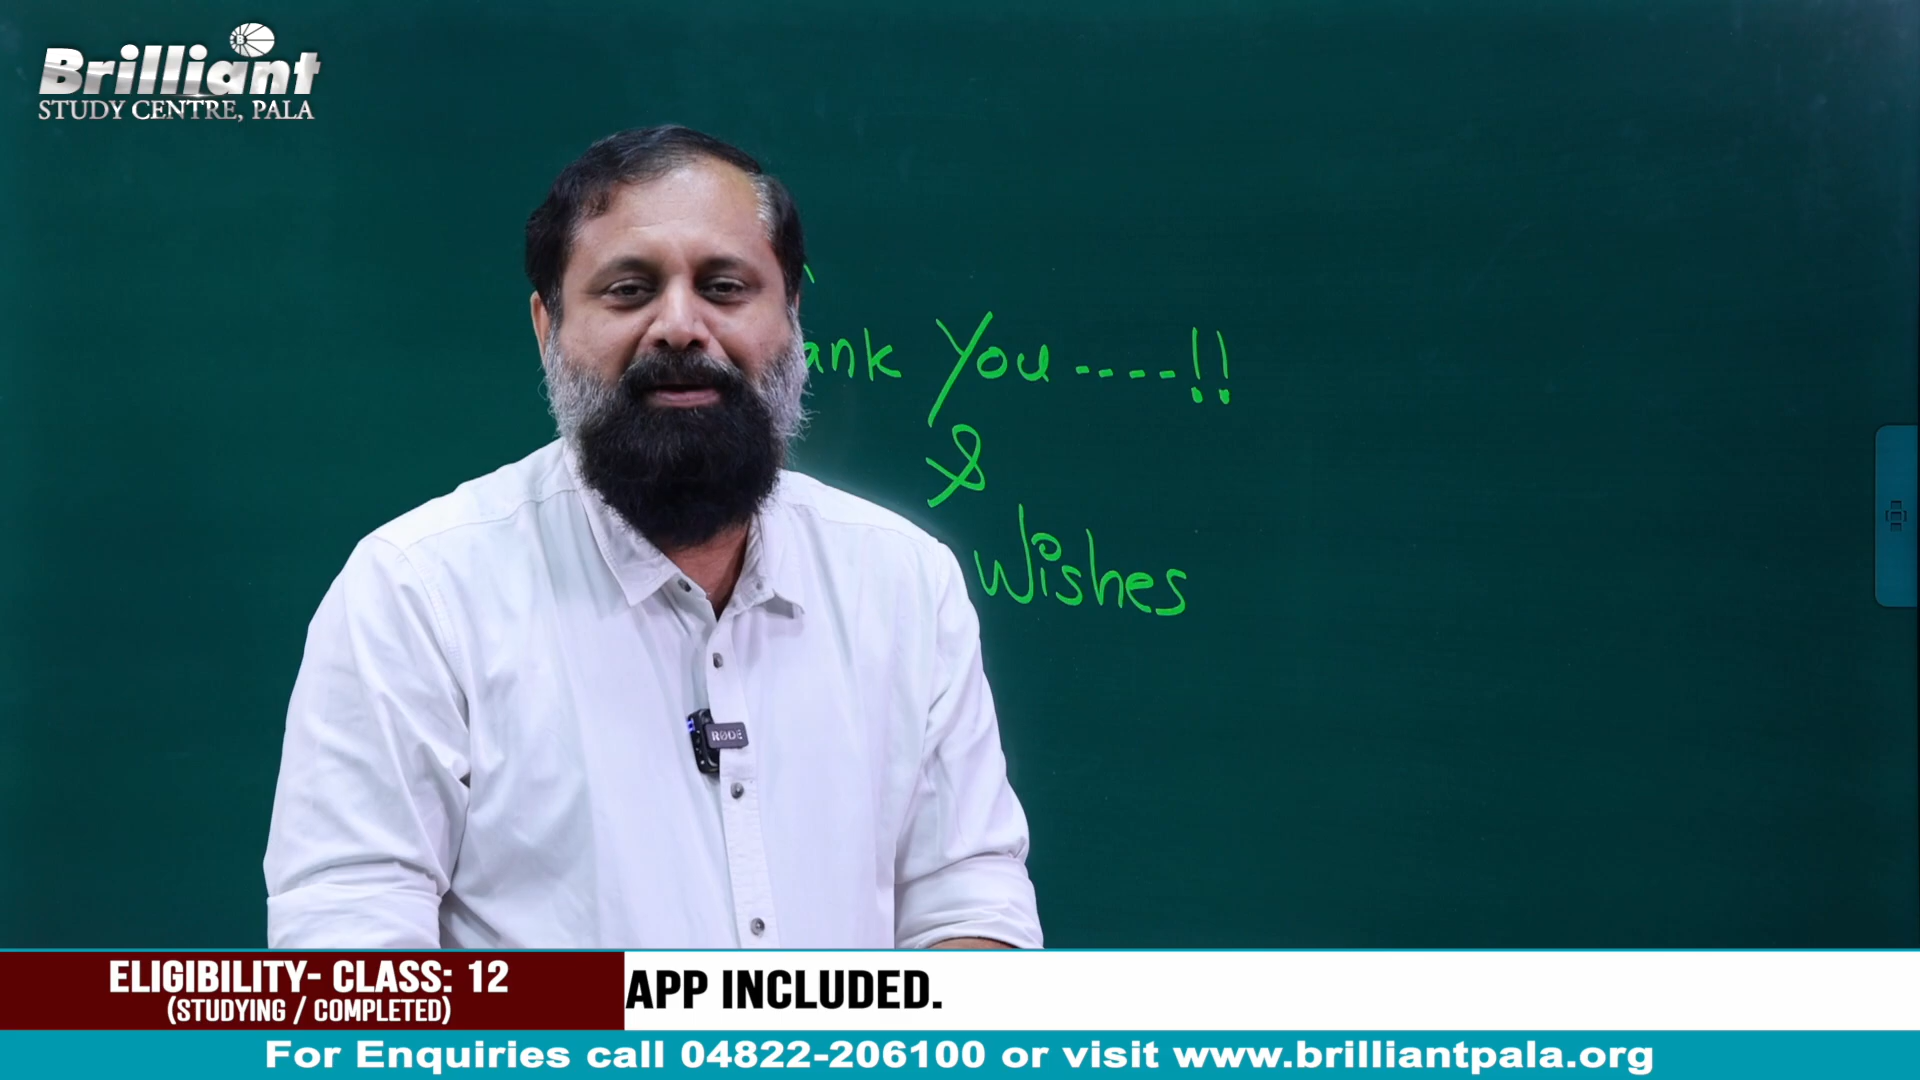 Brilliant
STUDY CENTRE, PALA
ank You ----!!
&
Wishes
RØDE
ELIGIBILITY- CLASS: 12
(STUDYING / COMPLETED)
APP INCLUDED.
For Enquiries call 04822-206100 or visit www.brilliantpala.org